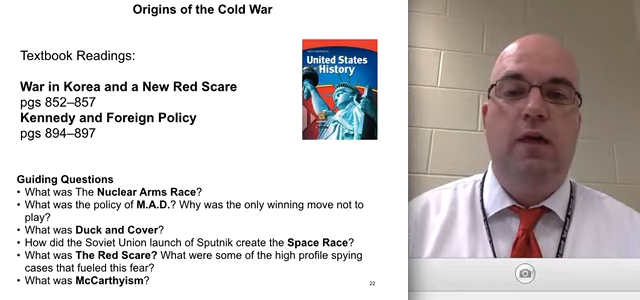 Origins of the Cold War
Textbook Readings:
United States
History
War in Korea and a New Red Scare
pgs 852–857
Kennedy and Foreign Policy
pgs 894–897
Guiding Questions
• What was The Nuclear Arms Race?
• What was the policy of M.A.D.? Why was the only winning move not to
play?
• What was Duck and Cover?
• How did the Soviet Union launch of Sputnik create the Space Race?
• What was The Red Scare? What were some of the high profile spying
cases that fueled this fear?
• What was McCarthyism?
22